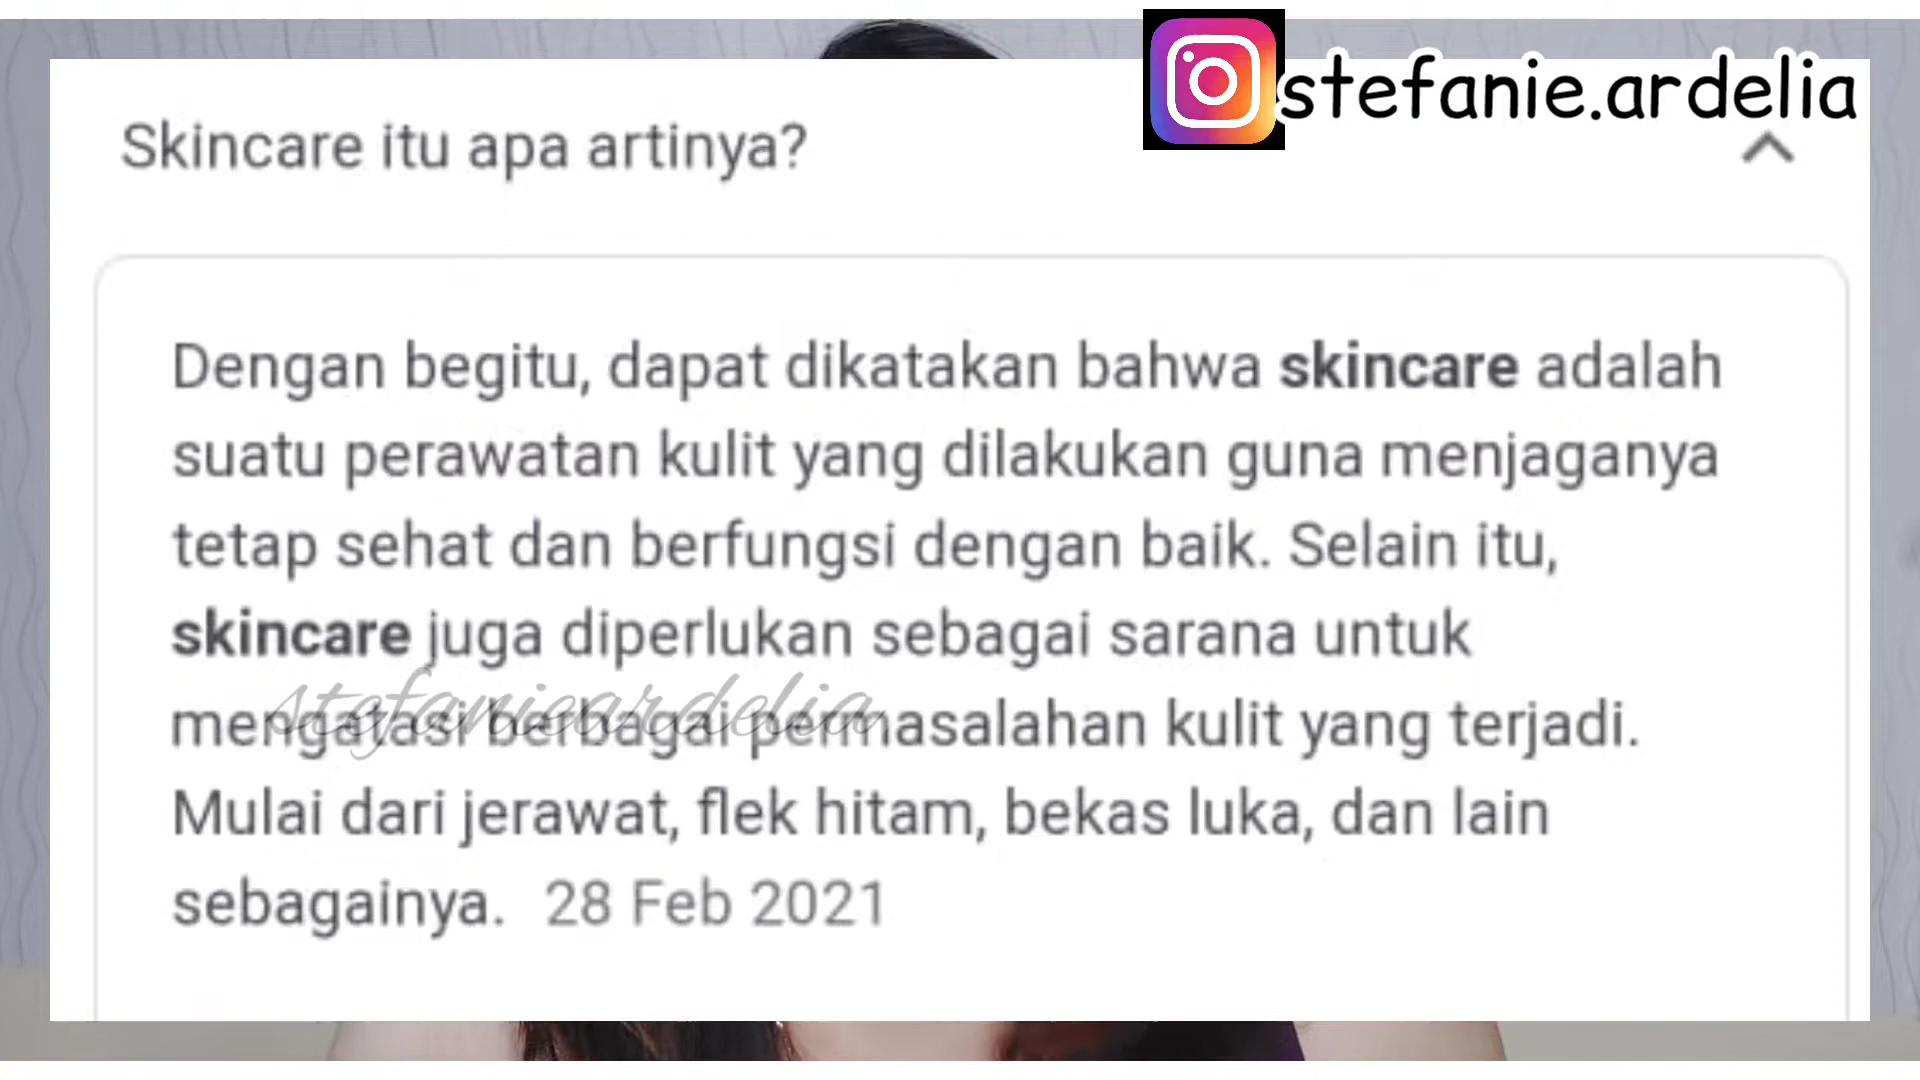 stefanie.ardelia
Skincare itu apa artinya?
Dengan begitu, dapat dikatakan bahwa skincare adalah
suatu perawatan kulit yang dilakukan guna menjaganya
tetap sehat dan berfungsi dengan baik. Selain itu,
skincare juga diperlukan sebagai sarana untuk
stefanieardelia
mengatasi berbagai permasalahan kulit yang terjadi.
Mulai dari jerawat, flek hitam, bekas luka, dan lain
sebagainya. 28 Feb 2021